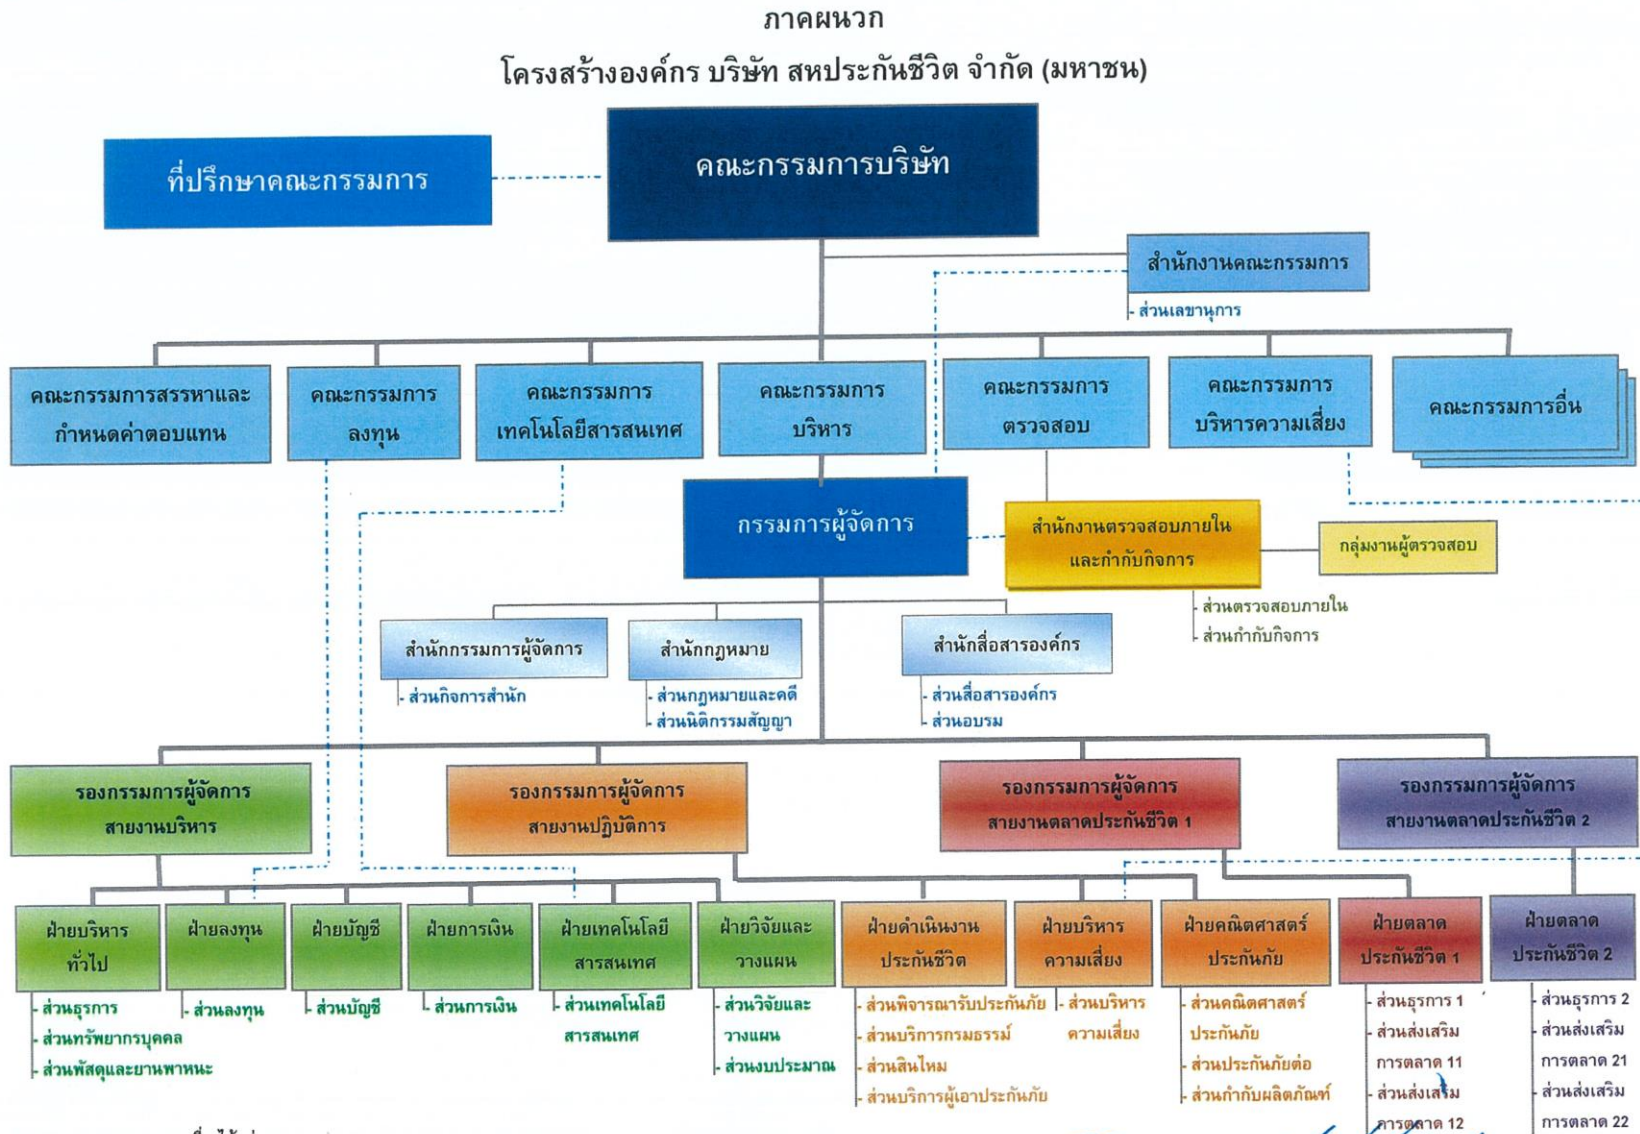 ภาคผนวก
โครงสร้างองค์กร บริษัท สหประกันชีวิต จำกัด (มหาชน)
ที่ปรึกษาคณะกรรมการ
คณะกรรมการบริษัท
สำนักงานคณะกรรมการ
- ส่วนเลขานุการ
คณะกรรมการสรรหาและ
กำหนดค่าตอบแทน
คณะกรรมการ
ลงทุน
คณะกรรมการ
เทคโนโลยีสารสนเทศ
คณะกรรมการ
บริหาร
คณะกรรมการ
ตรวจสอบ
คณะกรรมการ
บริหารความเสี่ยง
คณะกรรมการอื่น
กรรมการผู้จัดการ
สำนักงานตรวจสอบภายใน
และกำกับกิจการ
กลุ่มงานผู้ตรวจสอบ
- ส่วนตรวจสอบภายใน
- ส่วนกำกับกิจการ
สำนักกรรมการผู้จัดการ
- ส่วนกิจการสำนัก
สำนักกฎหมาย
- ส่วนกฎหมายและคดี
- ส่วนนิติกรรมสัญญา
สำนักสื่อสารองค์กร
- ส่วนสื่อสารองค์กร
- ส่วนอบรม
รองกรรมการผู้จัดการ
สายงานบริหาร
รองกรรมการผู้จัดการ
สายงานปฏิบัติการ
รองกรรมการผู้จัดการ
สายงานตลาดประกันชีวิต 1
รองกรรมการผู้จัดการ
สายงานตลาดประกันชีวิต 2
ฝ่ายบริหาร
ทั่วไป
- ส่วนธุรการ
- ส่วนทรัพยากรบุคคล
- ส่วนพัสดุและยานพาหนะ
ฝ่ายลงทุน
- ส่วนลงทุน
ฝ่ายบัญชี
- ส่วนบัญชี
ฝ่ายการเงิน
- ส่วนการเงิน
ฝ่ายเทคโนโลยี
สารสนเทศ
- ส่วนเทคโนโลยี
สารสนเทศ
ฝ่ายวิจัยและ
วางแผน
- ส่วนวิจัยและ
วางแผน
- ส่วนงบประมาณ
ฝ่ายดำเนินงาน
ประกันชีวิต
- ส่วนพิจารณารับประกันภัย
- ส่วนบริการกรมธรรม์
- ส่วนสินไหม
- ส่วนบริการผู้เอาประกันภัย
ฝ่ายบริหาร
ความเสี่ยง
- ส่วนบริหาร
ความเสี่ยง
ฝ่ายคณิตศาสตร์
ประกันภัย
- ส่วนคณิตศาสตร์
ประกันภัย
- ส่วนประกันภัยต่อ
- ส่วนกำกับผลิตภัณฑ์
ฝ่ายตลาด
ประกันชีวิต 1
- ส่วนธุรการ 1
- ส่วนส่งเสริม
การตลาด 11
- ส่วนส่งเสริม
การตลาด 12
ฝ่ายตลาด
ประกันชีวิต 2
- ส่วนธุรการ 2
- ส่วนส่งเสริม
การตลาด 21
- ส่วนส่งเสริม
การตลาด 22